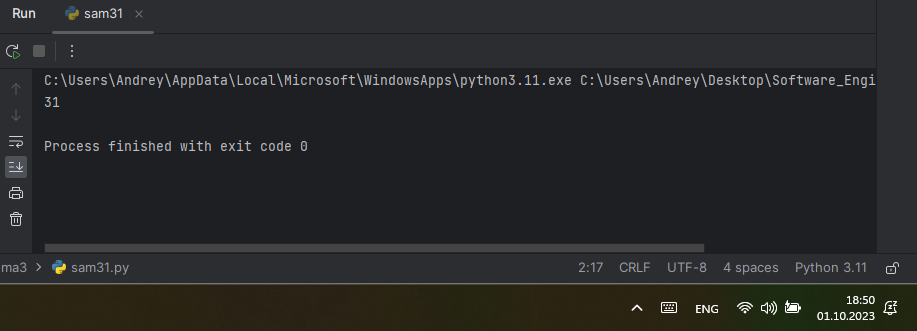 Run sam31
C:\Users\Andrey\AppData\Local\Microsoft\WindowsApps\python3.11.exe C:\Users\Andrey\Desktop\Software_Engi
31
Process finished with exit code 0
ma3 > sam31.py 2:17 CRLF UTF-8 4 spaces Python 3.11
ENG 18:50
01.10.2023